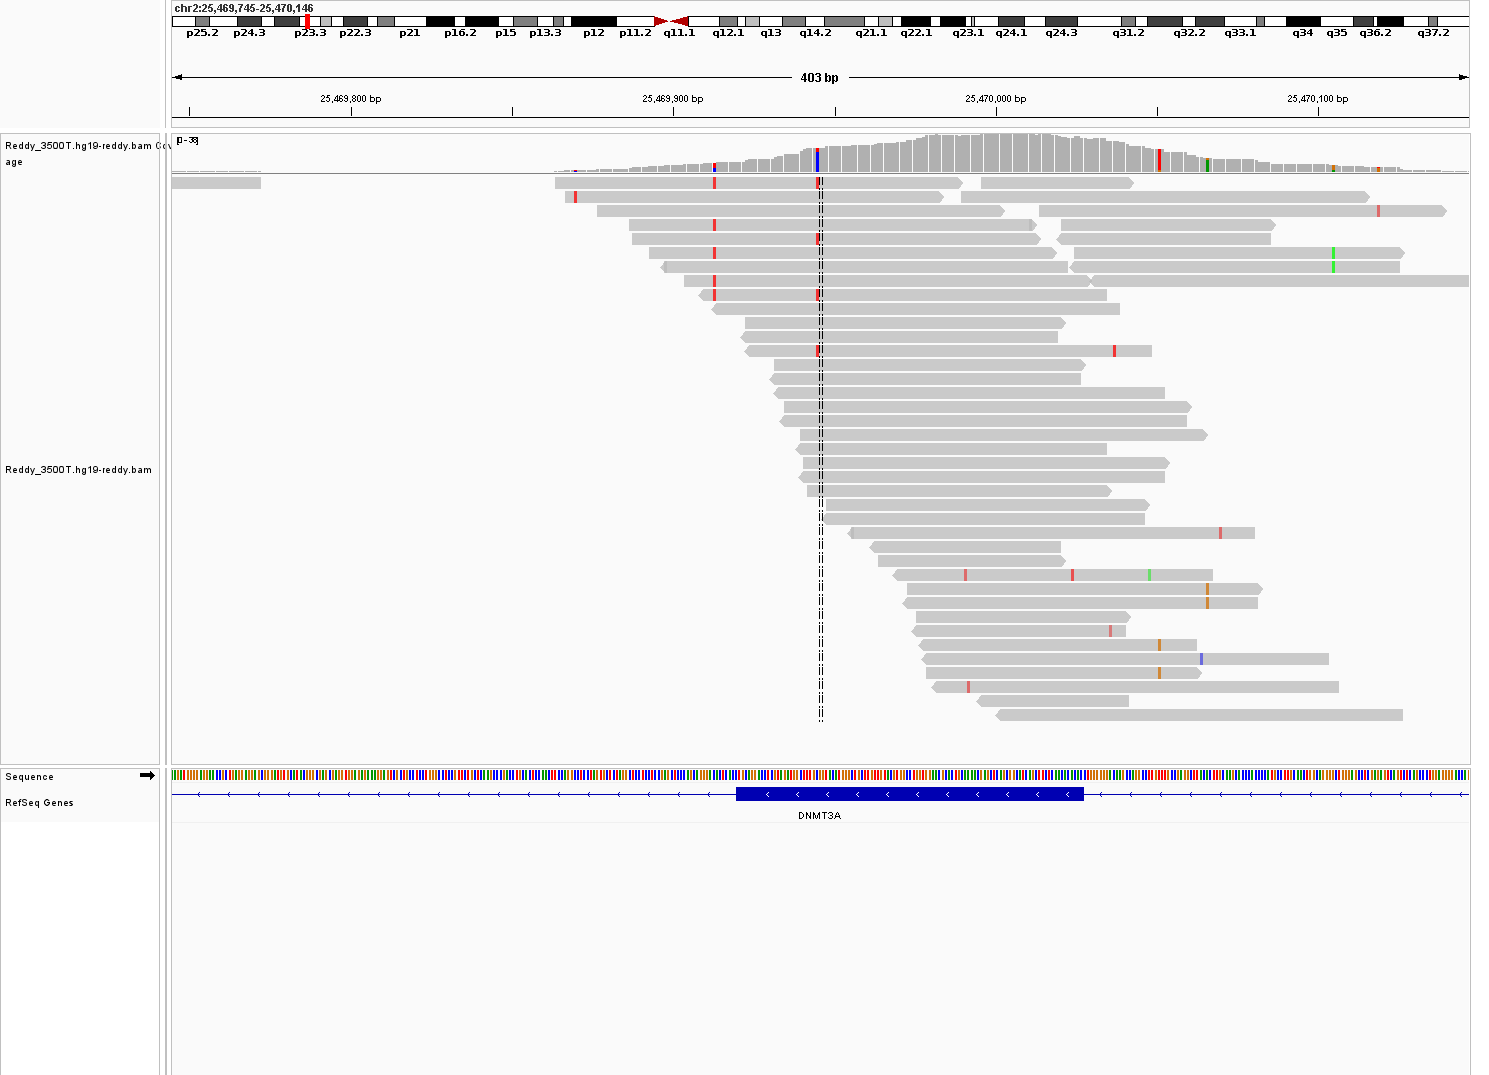 chr2:25,469,745-25,470,146
p25.2 p24.3 p23.3 p22.3 p21 p16.2 p15 p13.3 p12 p11.2 q11.1 q12.1 q13 q14.2 q21.1 q22.1 q23.1 q24.1 q24.3 q31.2 q32.2 q33.1 q34 q35 q36.2 q37.2
403 bp
25,469,800 bp 25,469,900 bp 25,470,000 bp 25,470,100 bp
[0 - 38]
Reddy_3500T.hg19-reddy.bam Cov
age
Reddy_3500T.hg19-reddy.bam
Sequence
RefSeq Genes
DNMT3A